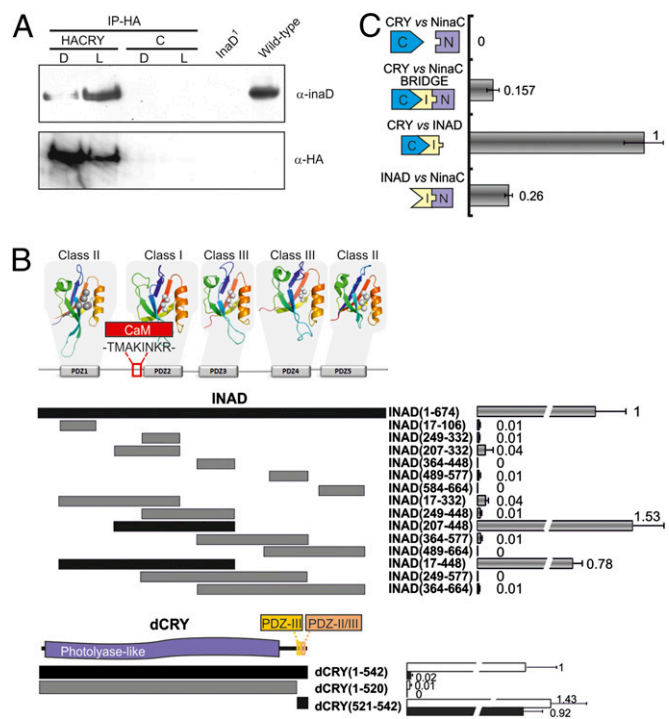 A
IP-HA
HACRY C
D L D L InaD1 Wild-type
α-inaD
α-HA
C
CRY vs NinaC
C N
0
CRY vs NinaC
BRIDGE
C I N
0.157
CRY vs INAD
C I
1
INAD vs NinaC
I N
0.26
B
Class II Class I Class III Class III Class II
CaM
-TMAKINKR-
PDZ1 PDZ2 PDZ3 PDZ4 PDZ5
INAD
INAD(1-674) 1
INAD(17-106) 0.01
INAD(249-332) 0.01
INAD(207-332) 0.04
INAD(364-448) 0
INAD(489-577) 0.01
INAD(584-664) 0
INAD(17-332) 0.04
INAD(249-448) 0.01
INAD(207-448) 1.53
INAD(364-577) 0.01
INAD(489-664) 0
INAD(17-448) 0.78
INAD(249-577) 0
INAD(364-664) 0.01
dCRY PDZ-III PDZ-II/III
Photolyase-like
dCRY(1-542) 1
0.02
dCRY(1-520) 0.01
0
dCRY(521-542) 1.43
0.92